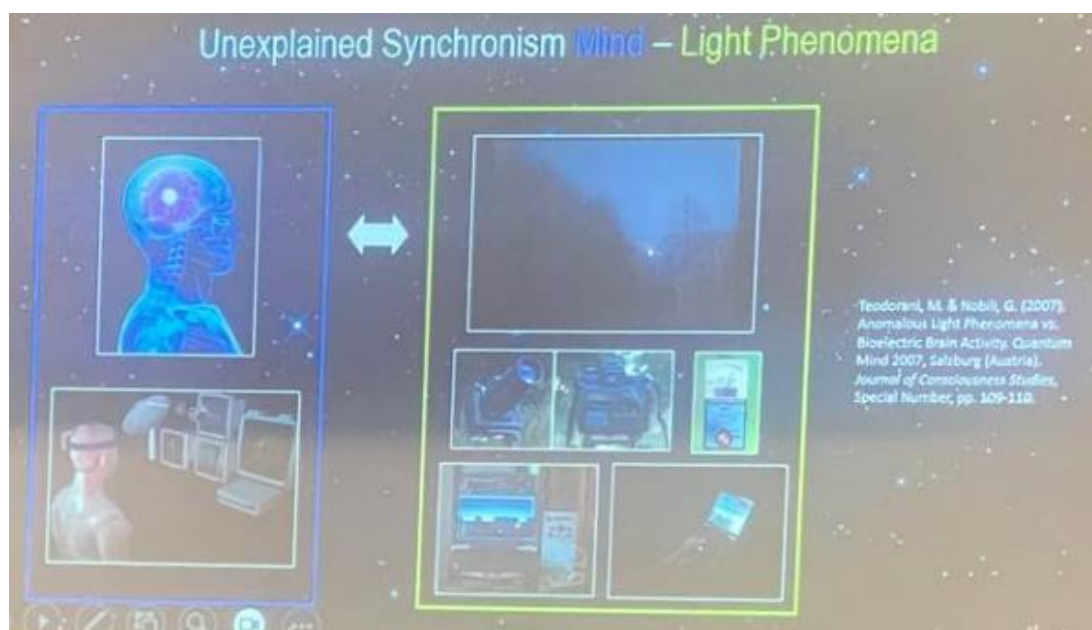 Unexplained Synchronism Mind – Light Phenomena
Teodorani, M. & Nobili, G. (2007).
Anomalous Light Phenomena vs.
Bioelectric Brain Activity. Quantum
Mind 2007, Salzburg (Austria).
Journal of Consciousness Studies,
Special Number, pp. 109-110.